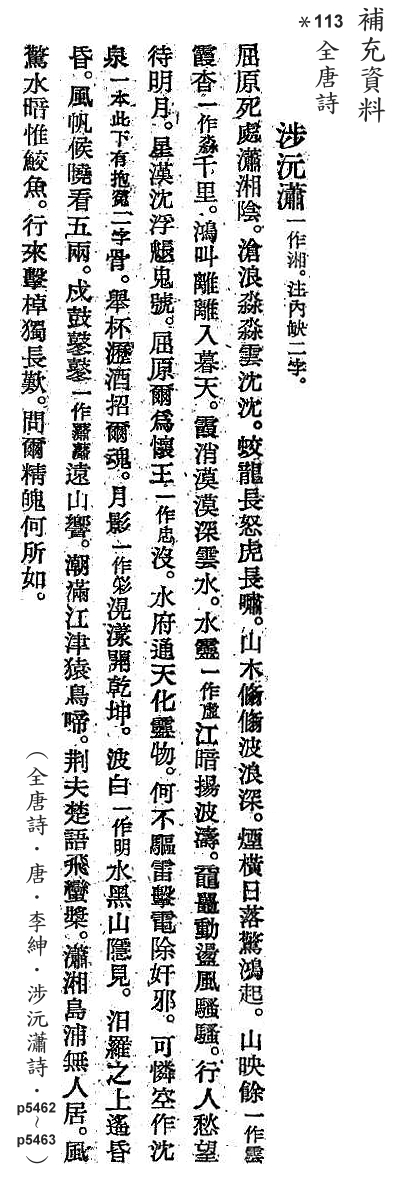 補充資料
*113
全唐詩
涉沅瀟一作湘。注內缺二字。
屈原死處瀟湘陰。滄浪淼淼雲沈沈。蛟龍長怒虎長嘯。山木翛翛波浪深。煙橫日落驚鴻起。山映餘一作雲
霞杳一作淼千里。鴻叫離離入暮天。霞消漠漠深雲水。水靈一作虛江暗揚波濤。黿鼉動盪風騷騷。行人愁望
待明月。星漢沈浮魑鬼號。屈原爾為懷王一作忠沒。水府通天化靈物。何不驅雷擊電除奸邪。可憐空作沈
泉一本此下有抱冤二字骨。舉杯瀝酒招爾魂。月影一作彩滉漾開乾坤。波白一作明水黑山隱見。汨羅之上遙昏
昏。風帆候曉看五兩。戍鼓鼕鼕一作蕭蕭遠山響。潮滿江津猿鳥啼。荆夫楚語飛蠻槳。瀟湘島浦無人居。風
驚水暗惟鮫魚。行來擊棹獨長歎。問爾精魄何所如。
(全唐詩．唐．李紳．涉沅瀟詩．p5462~p5463)